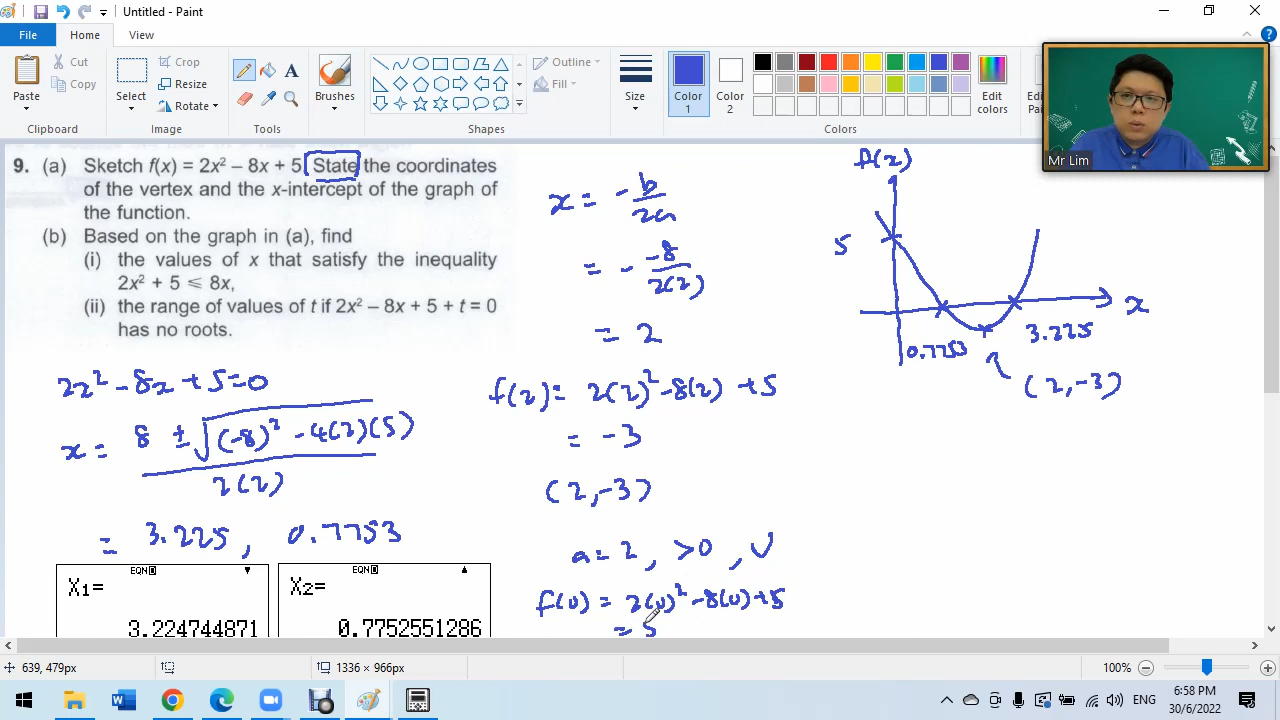 Untitled - Paint
File Home View
Paste Cut Copy Clipboard
Select Crop Resize Rotate Image
Tools
Brushes
Shapes Outline Fill
Size
Color 1 Color 2 Edit colors Colors
Mr Lim
9. (a) Sketch f(x) = 2x² – 8x + 5. State the coordinates
of the vertex and the x-intercept of the graph of
the function.
(b) Based on the graph in (a), find
(i) the values of x that satisfy the inequality
2x² + 5 ⩽ 8x,
(ii) the range of values of t if 2x² – 8x + 5 + t = 0
has no roots.
2x² - 8x + 5 = 0
x = 8 ± √(-8)² - 4(2)(5)
2(2)
= 3.225, 0.7753
EQN
X1=
3.224744871
EQN
X2=
0.7752551286
x = - b
2a
= - -8
2(2)
= 2
f(2) = 2(2)² - 8(2) + 5
= -3
(2, -3)
a = 2, >0, ∪
f(0) = 2(0)² - 8(0) + 5
= 5
f(x)
5
x
0.7753
3.225
(2, -3)
639, 479px 1336 × 966px 100%
ENG
6:58 PM
30/6/2022